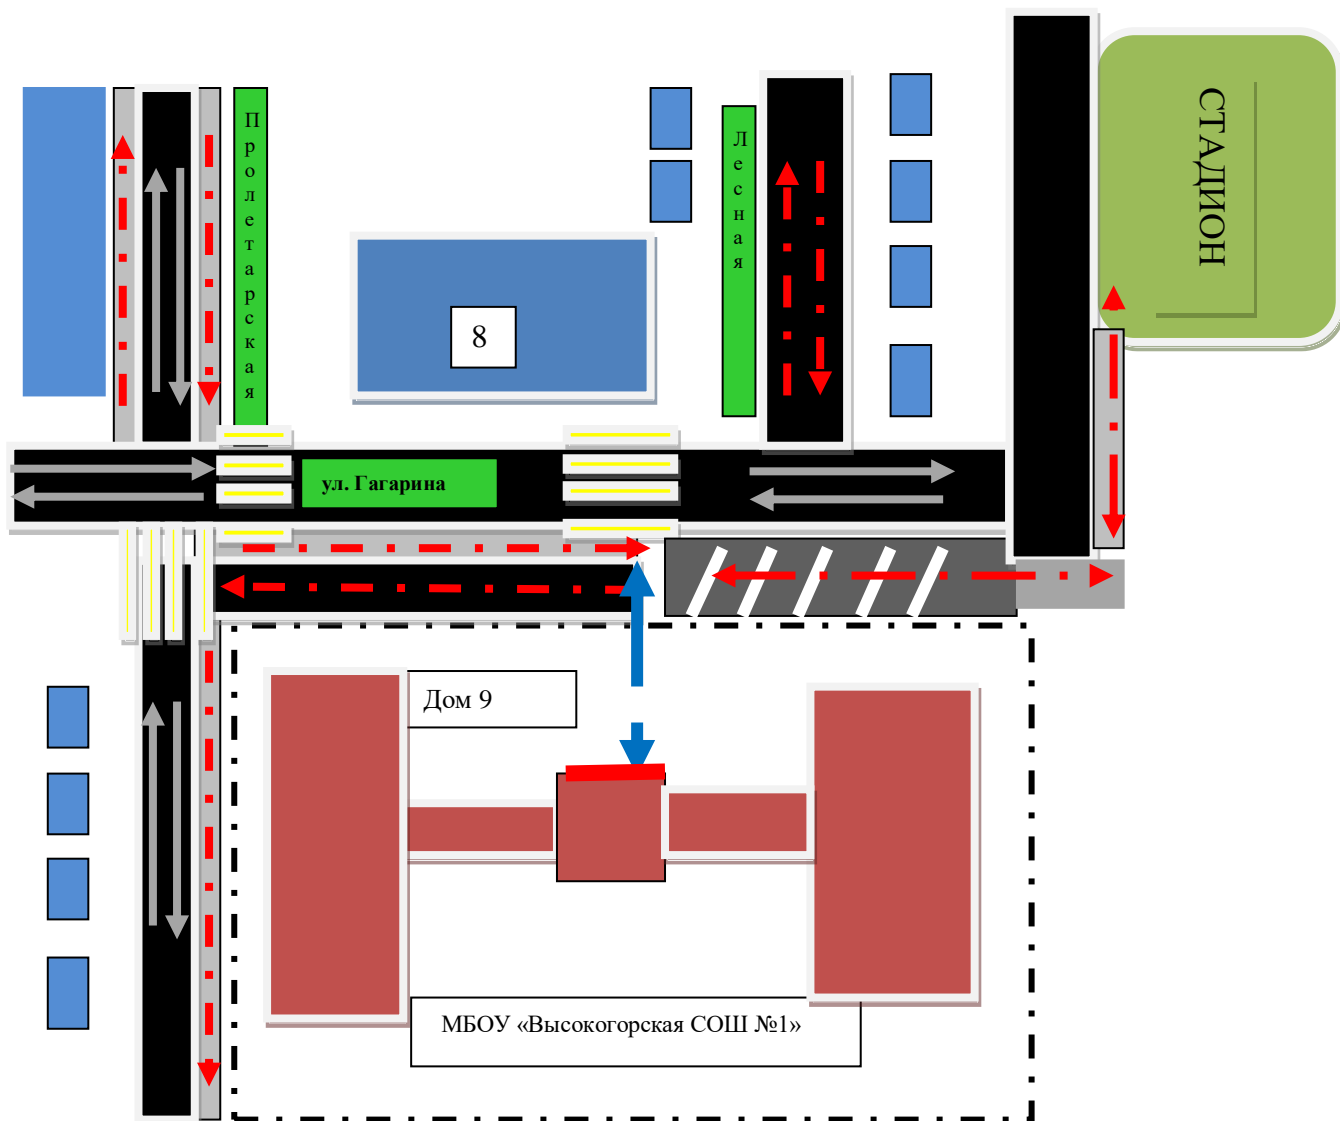 Пролетарская
Лесная
СТАДИОН
8
ул. Гагарина
Дом 9
МБОУ «Высокогорская СОШ №1»